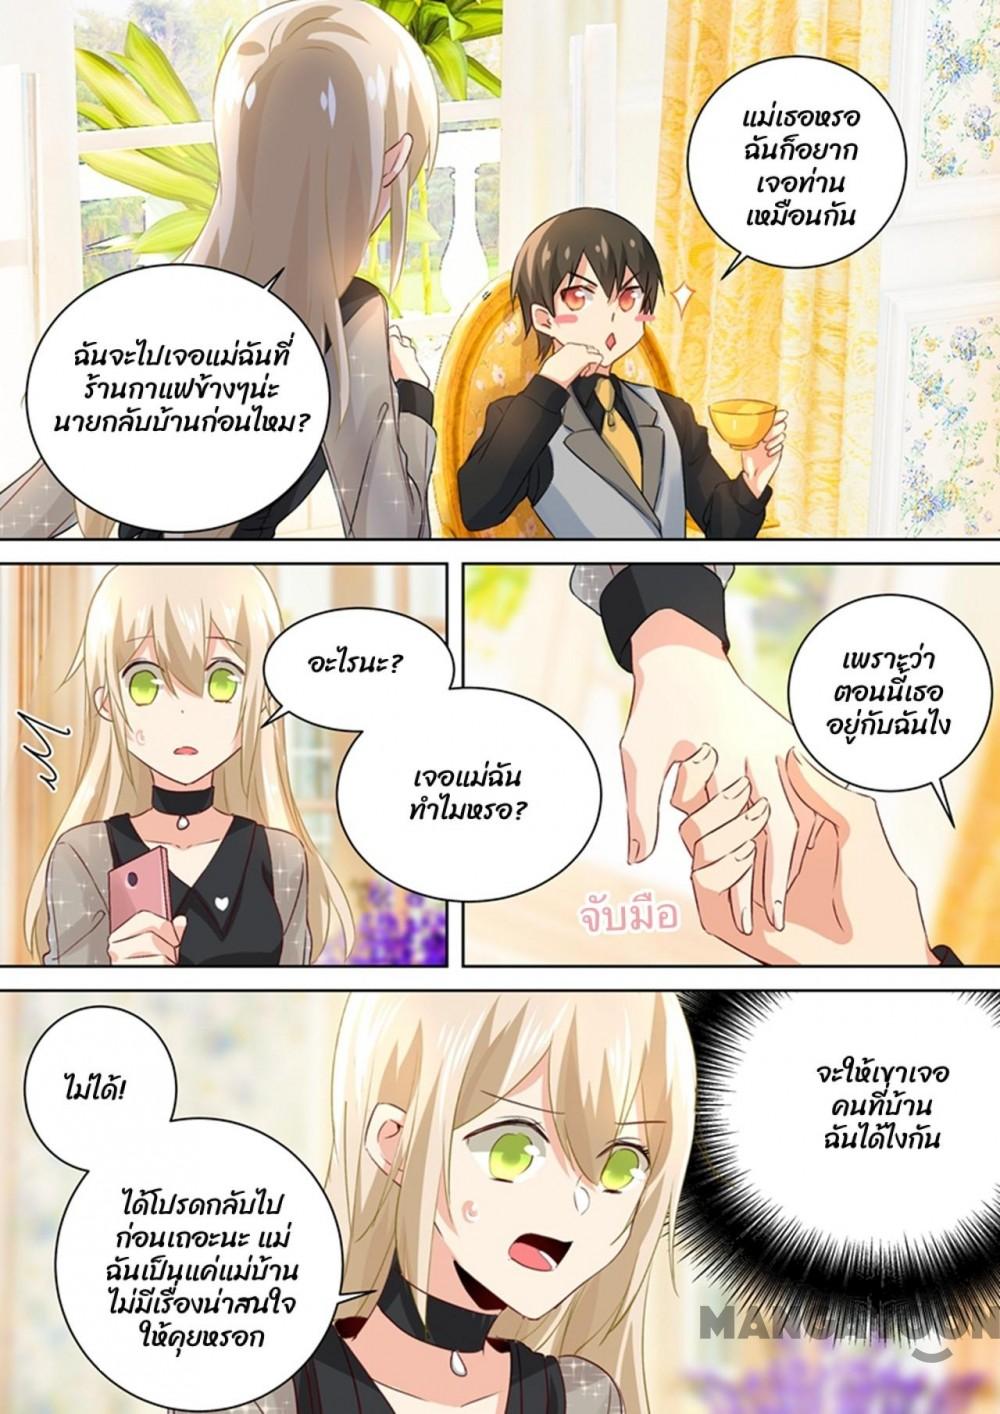 แม่เธอหรอ
ฉันก็อยาก
เจอท่าน
เหมือนกัน
ฉันจะไปเจอแม่ฉันที่
ร้านกาแฟข้างๆน่ะ
นายกลับบ้านก่อนไหม?
อะไรนะ?
เจอแม่ฉัน
ทำไมหรอ?
เพราะว่า
ตอนนี้เธอ
อยู่กับฉันไง
จับมือ
ไม่ได้!
ได้โปรดกลับไป
ก่อนเถอะนะ แม่
ฉันเป็นแค่แม่บ้าน
ไม่มีเรื่องน่าสนใจ
ให้คุยหรอก
จะให้เขาเจอ
คนที่บ้าน
ฉันได้ไงกัน
MANGATOON